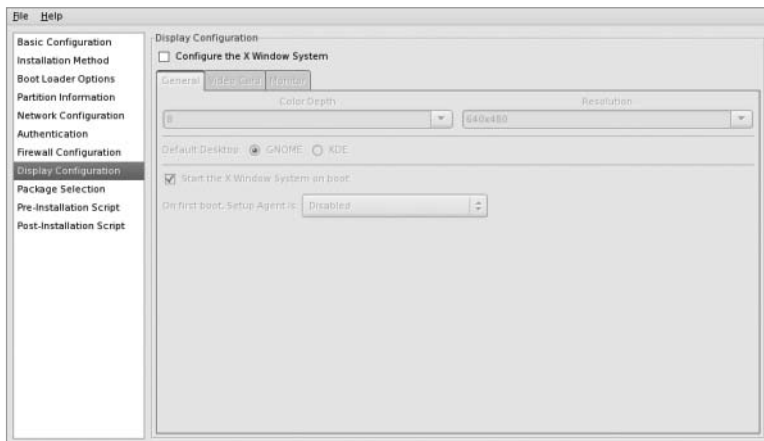 File Help
Basic Configuration
Installation Method
Boot Loader Options
Partition Information
Network Configuration
Authentication
Firewall Configuration
Display Configuration
Package Selection
Pre-Installation Script
Post-Installation Script
Display Configuration
Configure the X Window System
General Video Card Monitor
Color Depth Resolution
8 640x480
Default Desktop: GNOME KDE
Start the X Window System on boot
On first boot, Setup Agent is: Disabled